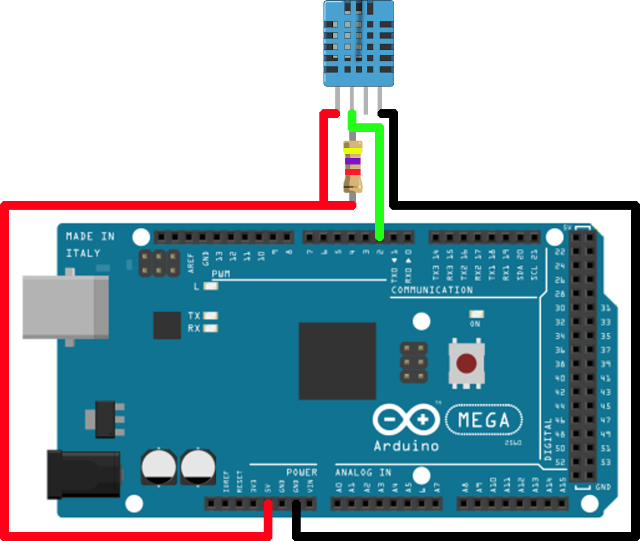 MADE IN
ITALY
AREF
GND
13
12
11
10
9
8
7
6
5
4
3
2
TX0 1
RX0 0
TX3 14
RX3 15
TX2 16
RX2 17
TX1 18
RX1 19
SDA 20
SCL 21
PWM
COMMUNICATION
L
TX
RX
ON
5V
22
24
26
28
30 31
32 33
34 35
36 37
38 39
40 41
42 43
44 45
46 47
48 49
50 51
52 53
GND
DIGITAL
TM
MEGA
Arduino
2560
POWER
ANALOG IN
IOREF
RESET
3V3
5V
GND
GND
VIN
A0
A1
A2
A3
A4
A5
A7
A8
A9
A10
A11
A12
A13
A14
A15